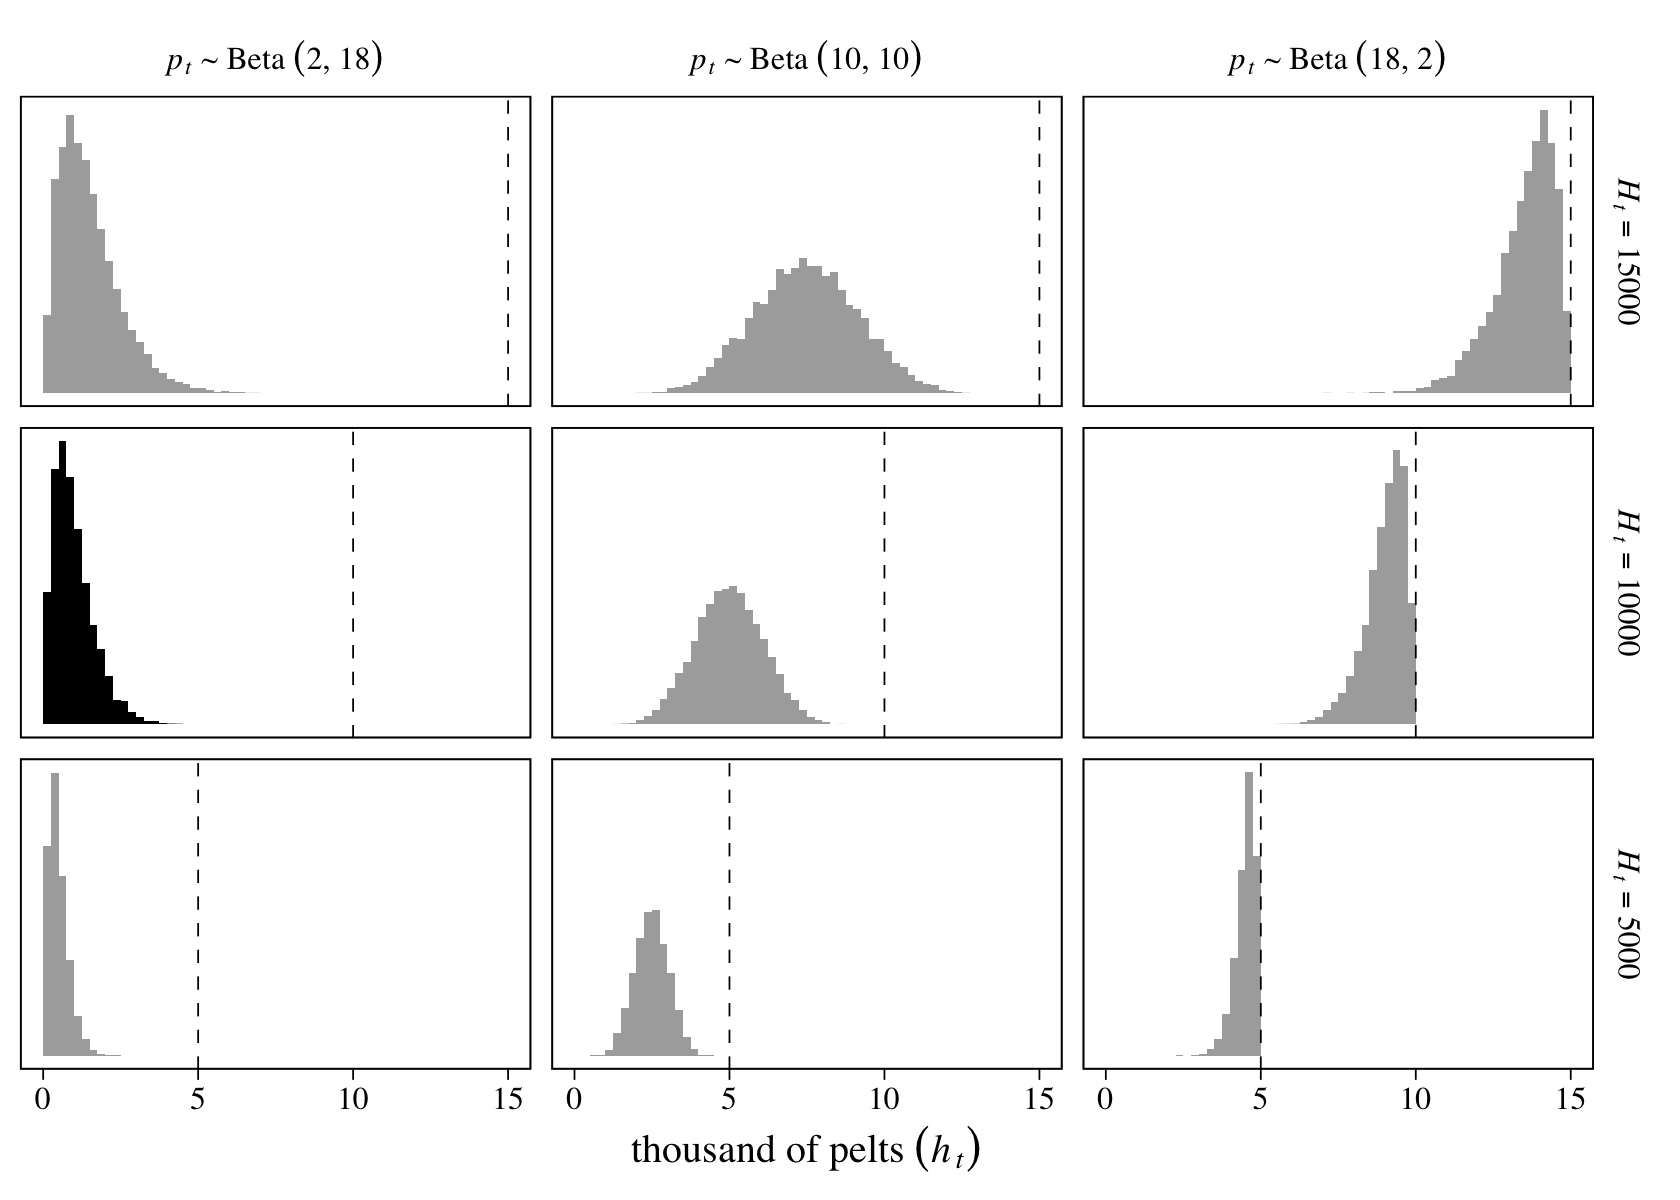 p_t ~ Beta (2, 18)
p_t ~ Beta (10, 10)
p_t ~ Beta (18, 2)
H_t = 15000
H_t = 10000
H_t = 5000
0 5 10 15
0 5 10 15
0 5 10 15
thousand of pelts (h_t)